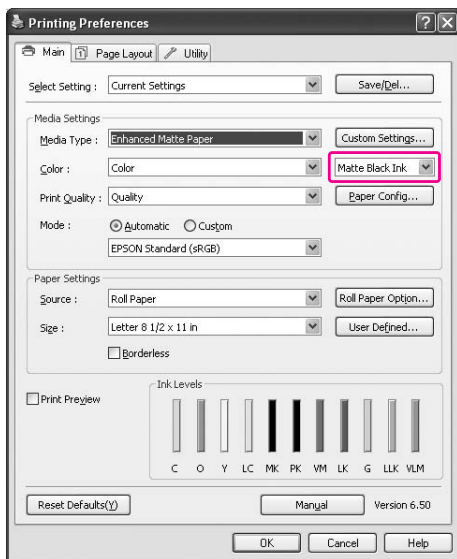 Printing Preferences
Main Page Layout Utility
Select Setting : Current Settings Save/Del...
Media Settings
Media Type : Enhanced Matte Paper Custom Settings...
Color : Color Matte Black Ink
Print Quality : Quality Paper Config...
Mode : Automatic Custom
EPSON Standard (sRGB)
Paper Settings
Source : Roll Paper Roll Paper Option...
Size : Letter 8 1/2 x 11 in User Defined...
Borderless
Print Preview Ink Levels
C O Y LC MK PK VM LK G LLK VLM
Reset Defaults(Y) Manual Version 6.50
OK Cancel Help